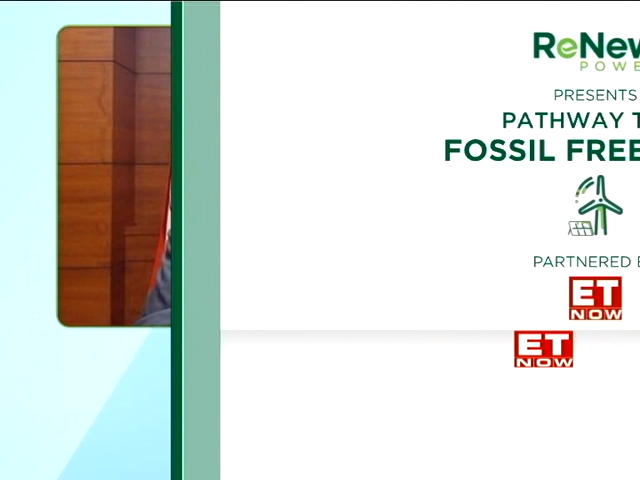 ReNew
POWE
PRESENTS
PATHWAY T
FOSSIL FREE
PARTNERED B
ET
NOW
ET
NOW